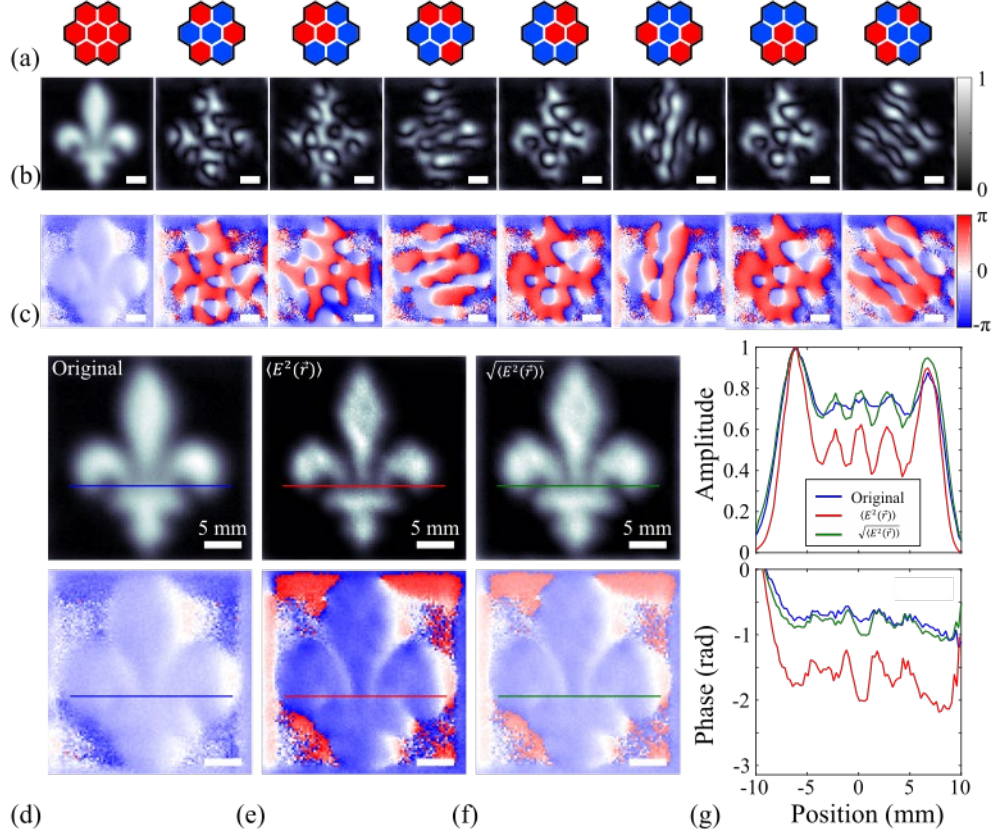 (a)
1
(b)
0
π
0
(c)
-π
Original
⟨E²(r⃗)⟩
√⟨E²(r⃗)⟩
5 mm
5 mm
5 mm
1
0.8
0.6
0.4
0.2
0
Amplitude
Original
⟨E²(r⃗)⟩
√⟨E²(r⃗)⟩
0
-1
-2
-3
Phase (rad)
-10
-5
0
5
10
Position (mm)
(d)
(e)
(f)
(g)